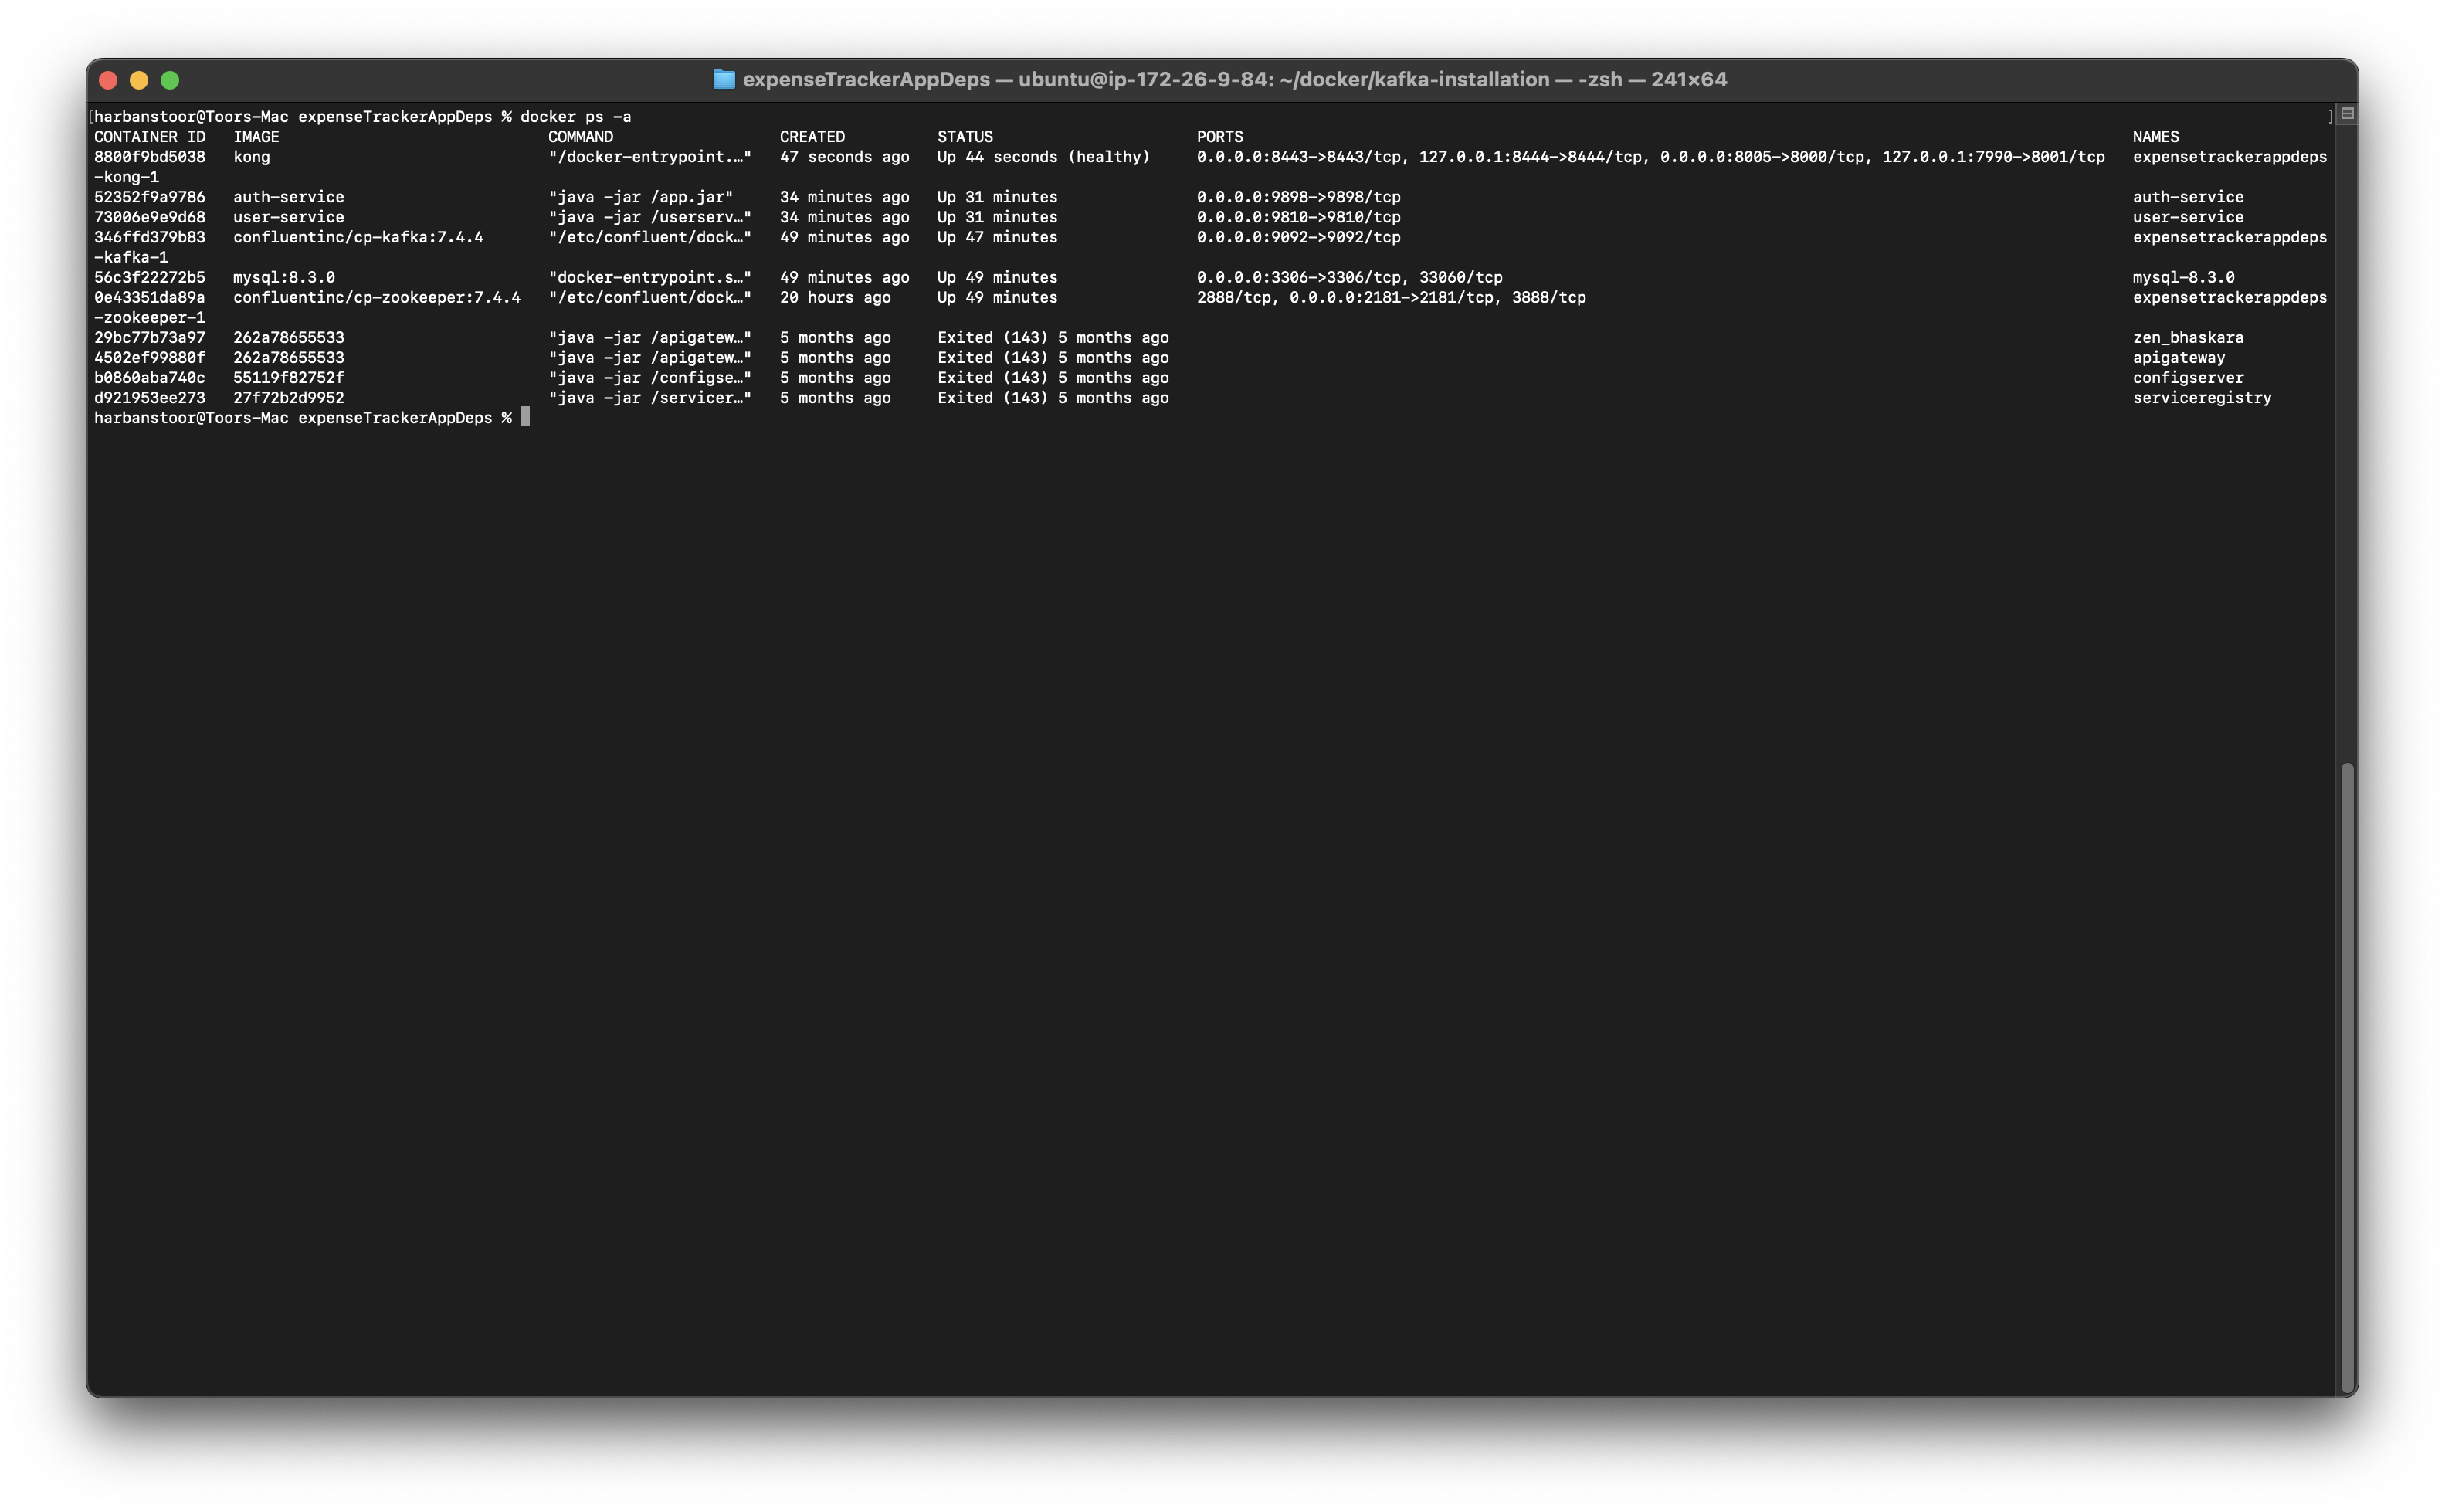 expenseTrackerAppDeps — ubuntu@ip-172-26-9-84: ~/docker/kafka-installation — -zsh — 241×64
[harbanstoor@Toors-Mac expenseTrackerAppDeps % docker ps -a ]
CONTAINER ID   IMAGE                             COMMAND                  CREATED          STATUS                      PORTS                                                                                                NAMES
8800f9bd5038   kong                              "/docker-entrypoint.…"   47 seconds ago   Up 44 seconds (healthy)     0.0.0.0:8443->8443/tcp, 127.0.0.1:8444->8444/tcp, 0.0.0.0:8005->8000/tcp, 127.0.0.1:7990->8001/tcp   expensetrackerappdeps
-kong-1
52352f9a9786   auth-service                      "java -jar /app.jar"     34 minutes ago   Up 31 minutes               0.0.0.0:9898->9898/tcp                                                                               auth-service
73006e9e9d68   user-service                      "java -jar /userserv…"   34 minutes ago   Up 31 minutes               0.0.0.0:9810->9810/tcp                                                                               user-service
346ffd379b83   confluentinc/cp-kafka:7.4.4       "/etc/confluent/dock…"   49 minutes ago   Up 47 minutes               0.0.0.0:9092->9092/tcp                                                                               expensetrackerappdeps
-kafka-1
56c3f22272b5   mysql:8.3.0                       "docker-entrypoint.s…"   49 minutes ago   Up 49 minutes               0.0.0.0:3306->3306/tcp, 33060/tcp                                                                    mysql-8.3.0
0e43351da89a   confluentinc/cp-zookeeper:7.4.4   "/etc/confluent/dock…"   20 hours ago     Up 49 minutes               2888/tcp, 0.0.0.0:2181->2181/tcp, 3888/tcp                                                           expensetrackerappdeps
-zookeeper-1
29bc77b73a97   262a78655533                      "java -jar /apigatew…"   5 months ago     Exited (143) 5 months ago                                                                                                        zen_bhaskara
4502ef99880f   262a78655533                      "java -jar /apigatew…"   5 months ago     Exited (143) 5 months ago                                                                                                        apigateway
b0860aba740c   55119f82752f                      "java -jar /configse…"   5 months ago     Exited (143) 5 months ago                                                                                                        configserver
d921953ee273   27f72b2d9952                      "java -jar /servicer…"   5 months ago     Exited (143) 5 months ago                                                                                                        serviceregistry
harbanstoor@Toors-Mac expenseTrackerAppDeps %